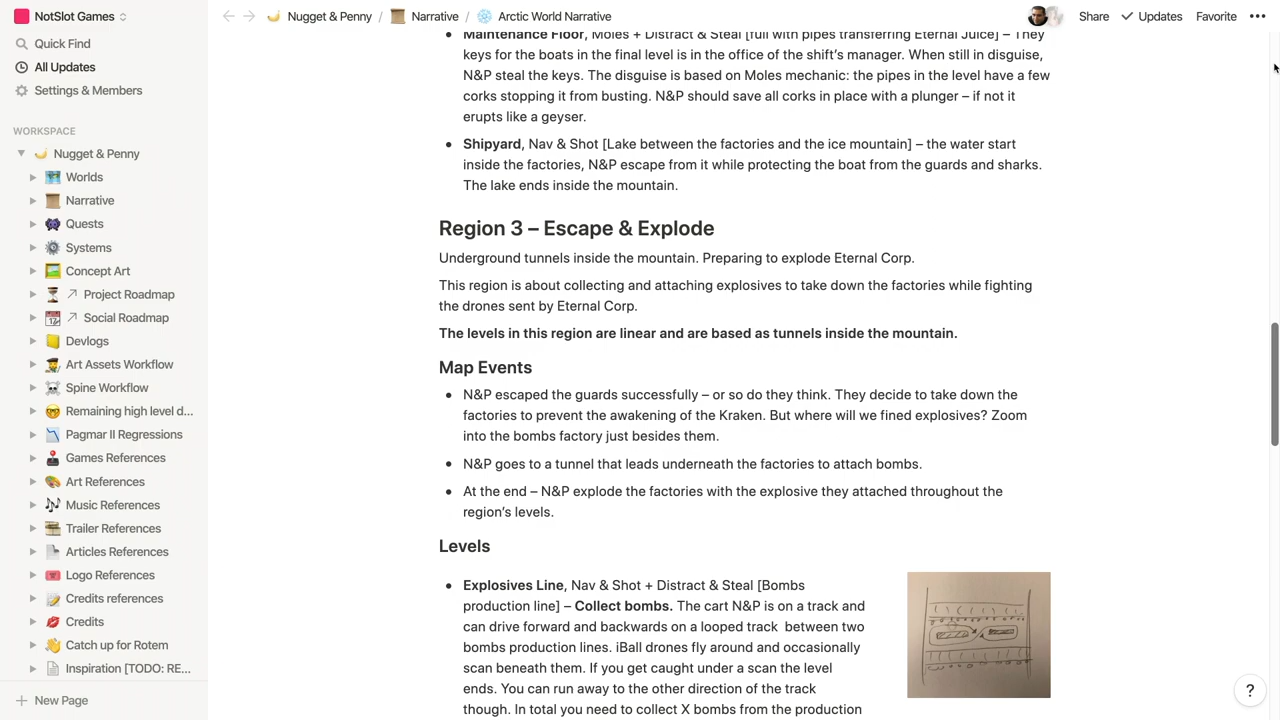 NotSlot Games
Nugget & Penny / Narrative / Arctic World Narrative
Share Updates Favorite
Quick Find
All Updates
Settings & Members
WORKSPACE
Nugget & Penny
Worlds
Narrative
Quests
Systems
Concept Art
Project Roadmap
Social Roadmap
Devlogs
Art Assets Workflow
Spine Workflow
Remaining high level d...
Pagmar II Regressions
Games References
Art References
Music References
Trailer References
Articles References
Logo References
Credits references
Credits
Catch up for Rotem
Inspiration [TODO: RE...
New Page
Maintenance Floor, Moles + Distract & Steal [full with pipes transferring Eternal Juice] – They
keys for the boats in the final level is in the office of the shift's manager. When still in disguise,
N&P steal the keys. The disguise is based on Moles mechanic: the pipes in the level have a few
corks stopping it from busting. N&P should save all corks in place with a plunger – if not it
erupts like a geyser.
Shipyard, Nav & Shot [Lake between the factories and the ice mountain] – the water start
inside the factories, N&P escape from it while protecting the boat from the guards and sharks.
The lake ends inside the mountain.
Region 3 – Escape & Explode
Underground tunnels inside the mountain. Preparing to explode Eternal Corp.
This region is about collecting and attaching explosives to take down the factories while fighting
the drones sent by Eternal Corp.
The levels in this region are linear and are based as tunnels inside the mountain.
Map Events
N&P escaped the guards successfully – or so do they think. They decide to take down the
factories to prevent the awakening of the Kraken. But where will we fined explosives? Zoom
into the bombs factory just besides them.
N&P goes to a tunnel that leads underneath the factories to attach bombs.
At the end – N&P explode the factories with the explosive they attached throughout the
region's levels.
Levels
Explosives Line, Nav & Shot + Distract & Steal [Bombs
production line] – Collect bombs. The cart N&P is on a track and
can drive forward and backwards on a looped track between two
bombs production lines. iBall drones fly around and occasionally
scan beneath them. If you get caught under a scan the level
ends. You can run away to the other direction of the track
though. In total you need to collect X bombs from the production
?